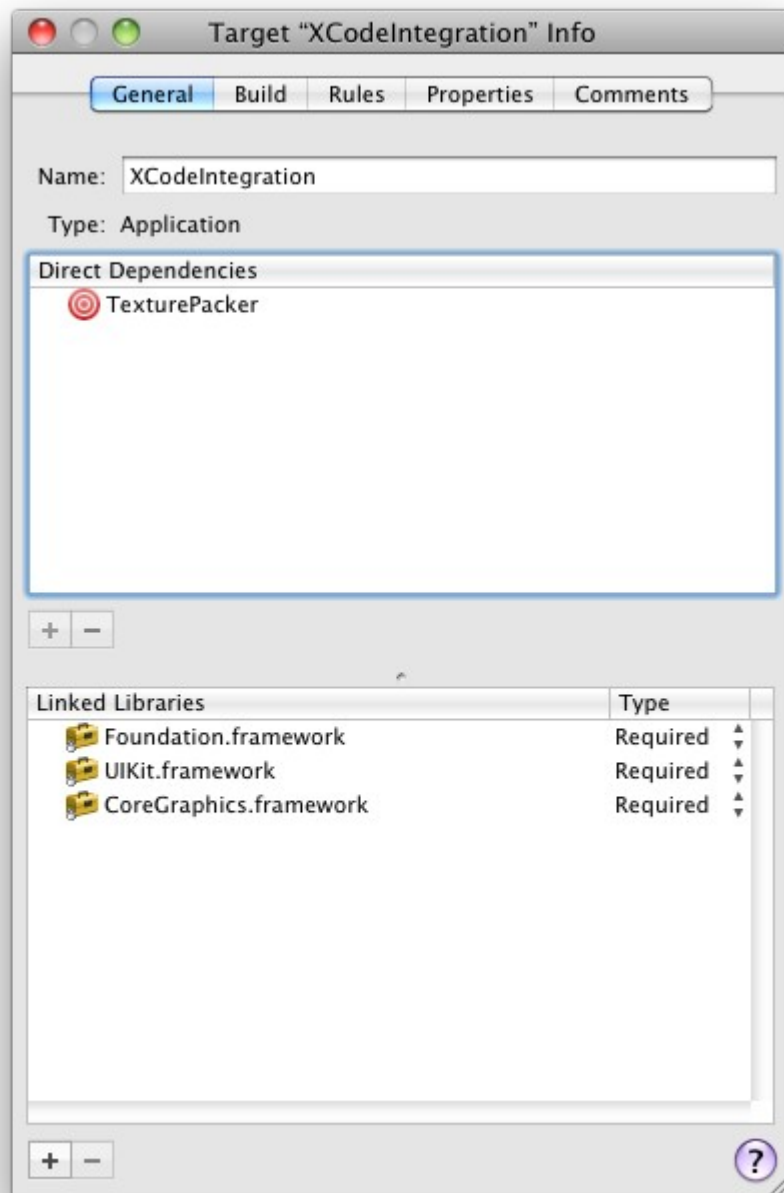 Target “XCodeIntegration” Info
General Build Rules Properties Comments
Name: XCodeIntegration
Type: Application
Direct Dependencies
TexturePacker
+ −
Linked Libraries Type
Foundation.framework Required
UIKit.framework Required
CoreGraphics.framework Required
+ − ?